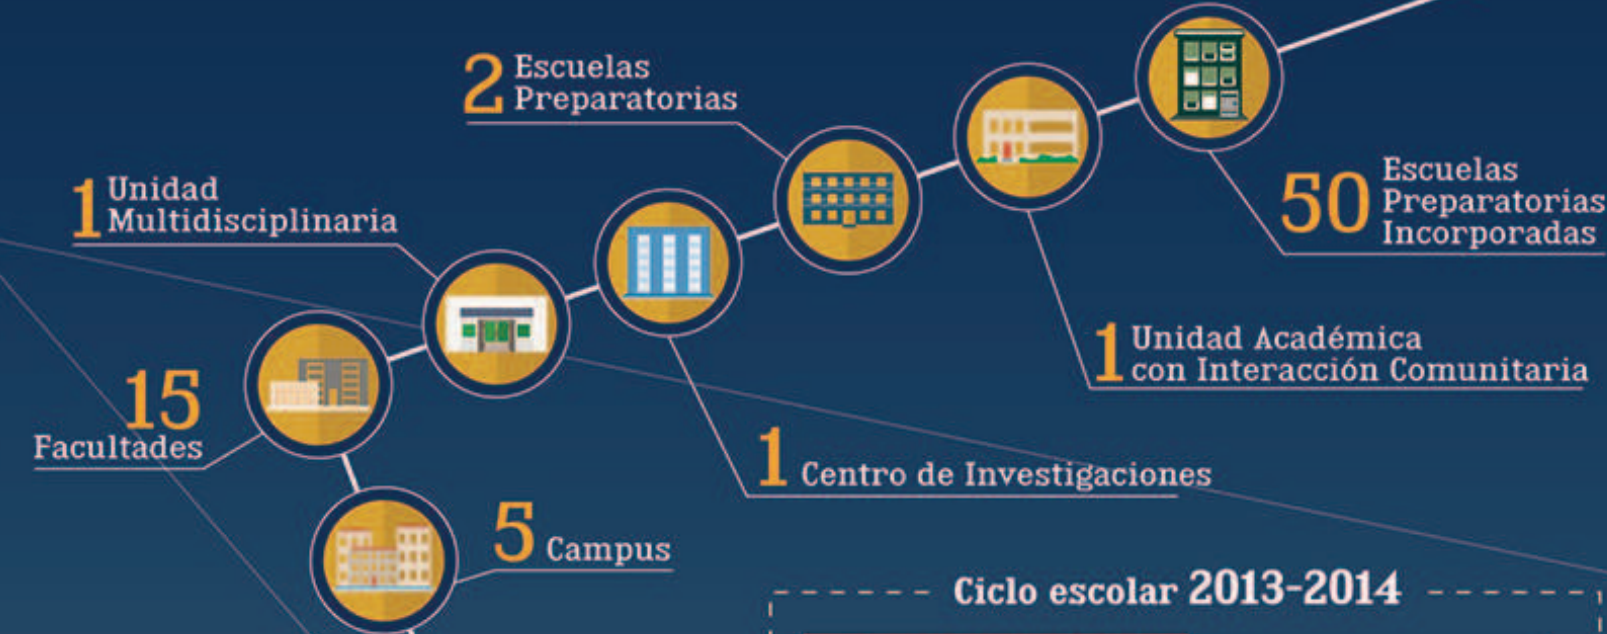 2 Escuelas
Preparatorias
50 Escuelas
Preparatorias
Incorporadas
1 Unidad
Multidisciplinaria
1 Unidad Académica
con Interacción Comunitaria
15
Facultades
1 Centro de Investigaciones
5 Campus
Ciclo escolar 2013-2014